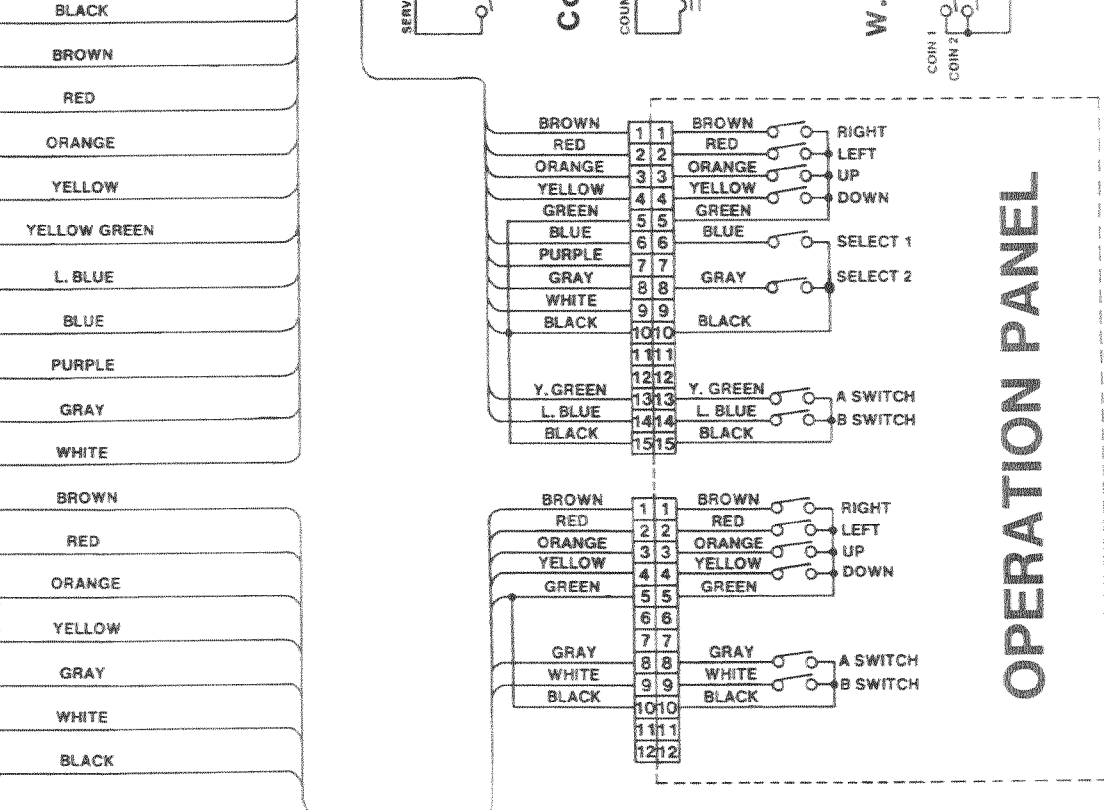 BLACK
BROWN
RED
ORANGE
YELLOW
YELLOW GREEN
L. BLUE
BLUE
PURPLE
GRAY
WHITE
BROWN
RED
ORANGE
YELLOW
GRAY
WHITE
BLACK
COIN 1
COIN 2
BROWN 1 1 BROWN RIGHT
RED 2 2 RED LEFT
ORANGE 3 3 ORANGE UP
YELLOW 4 4 YELLOW DOWN
GREEN 5 5 GREEN
BLUE 6 6 BLUE SELECT 1
PURPLE 7 7
GRAY 8 8 GRAY SELECT 2
WHITE 9 9
BLACK 10 10 BLACK
11 11
12 12
Y. GREEN 13 13 Y. GREEN A SWITCH
L. BLUE 14 14 L. BLUE B SWITCH
BLACK 15 15 BLACK
BROWN 1 1 BROWN RIGHT
RED 2 2 RED LEFT
ORANGE 3 3 ORANGE UP
YELLOW 4 4 YELLOW DOWN
GREEN 5 5 GREEN
6 6
7 7
GRAY 8 8 GRAY A SWITCH
WHITE 9 9 WHITE B SWITCH
BLACK 10 10 BLACK
11 11
12 12
OPERATION PANEL